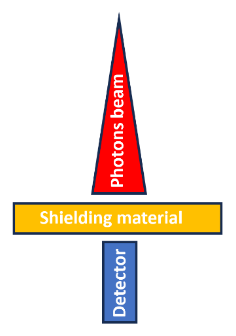 Photons beam
Shielding material
Detector